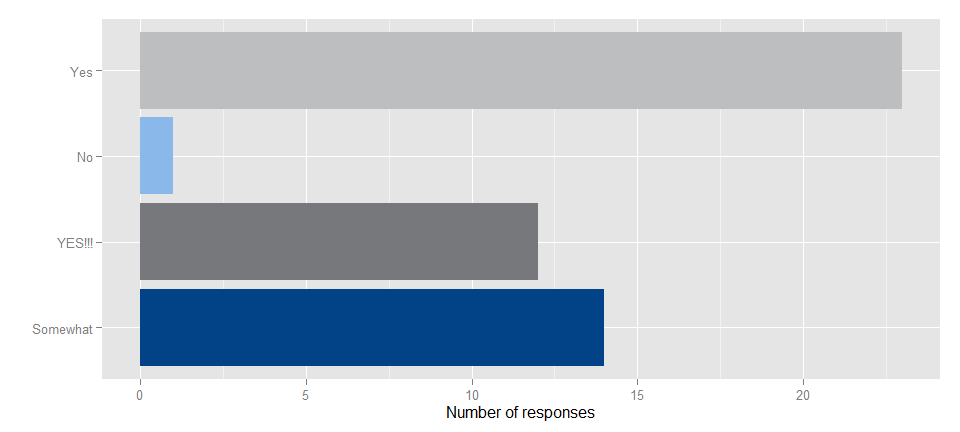 Yes
No
YES!!!
Somewhat
0 5 10 15 20
Number of responses